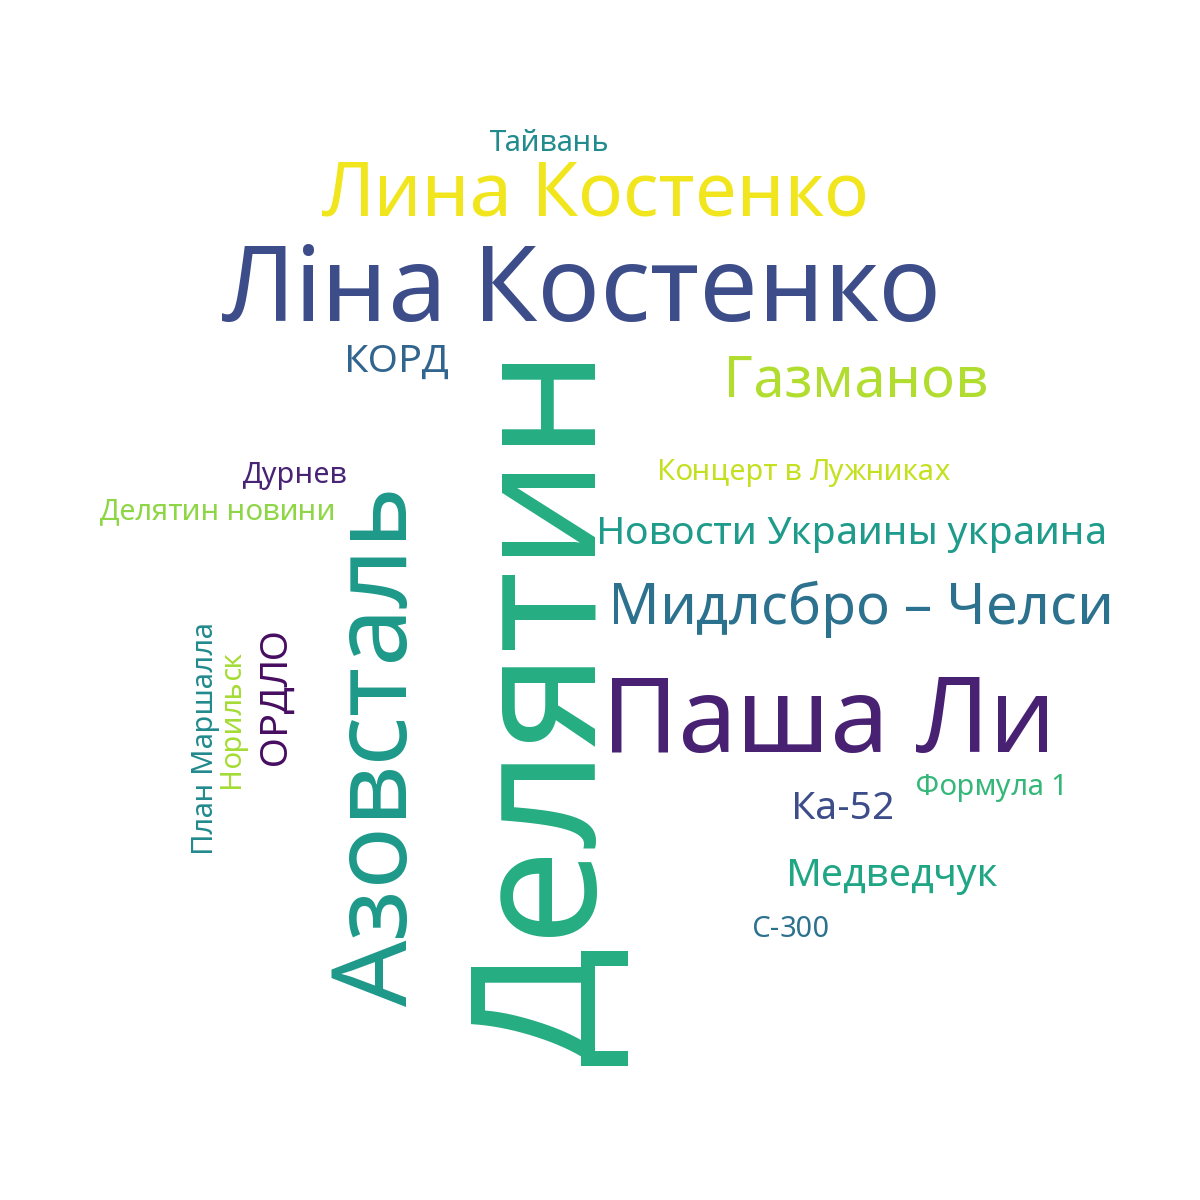 Тайвань
Лина Костенко
Ліна Костенко
КОРД
Газманов
Дурнев
Концерт в Лужниках
Делятин новини
Новости Украины украина
Мидлсбро – Челси
План Маршалла
Норильск
ОРДЛО
Азовсталь
Делятин
Паша Ли
Формула 1
Ка-52
Медведчук
С-300